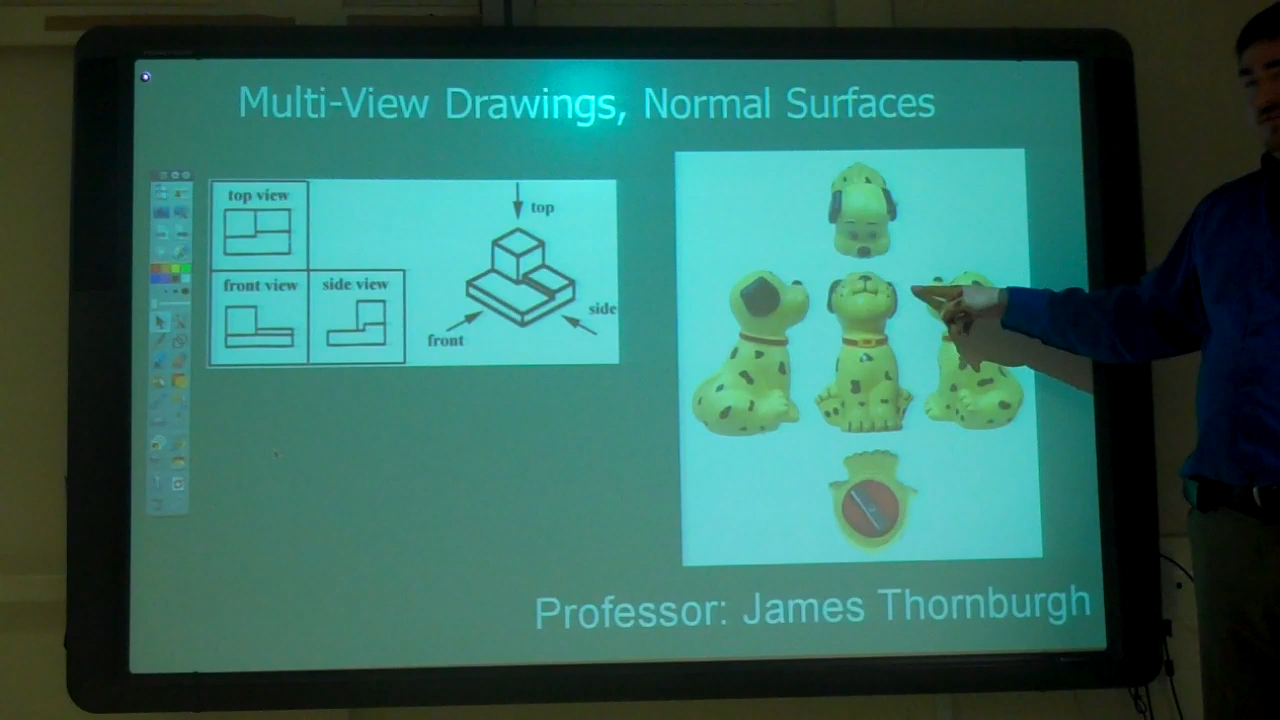 Multi-View Drawings, Normal Surfaces
top view
top
front view
side view
side
front
Professor: James Thornburgh